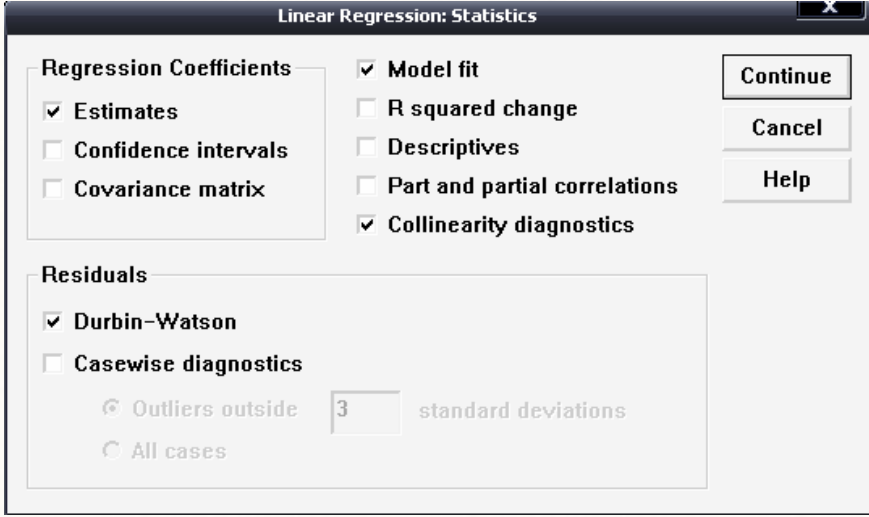 Linear Regression: Statistics
X
Regression Coefficients
Estimates
Confidence intervals
Covariance matrix
Model fit
R squared change
Descriptives
Part and partial correlations
Collinearity diagnostics
Continue
Cancel
Help
Residuals
Durbin-Watson
Casewise diagnostics
Outliers outside 3 standard deviations
All cases